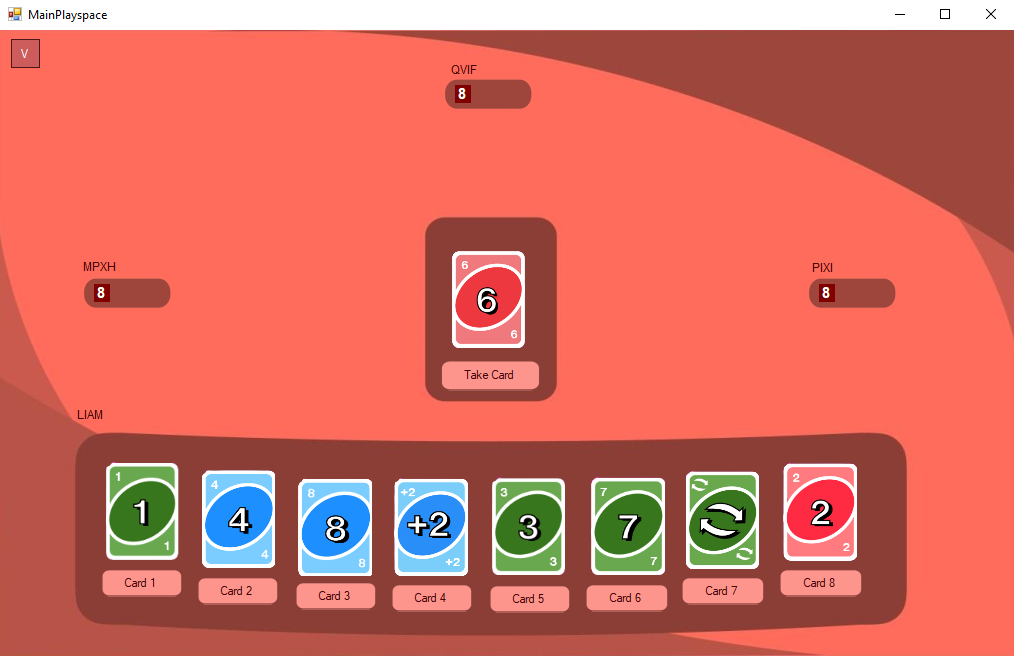 MainPlayspace
V
QVIF
8
MPXH
8
PIXI
8
6
6
6
Take Card
LIAM
1 4 8 +2 3 7 2
1 4 8 +2 3 7 2
1 4 8 +2 3 7 2
Card 1 Card 2 Card 3 Card 4 Card 5 Card 6 Card 7 Card 8